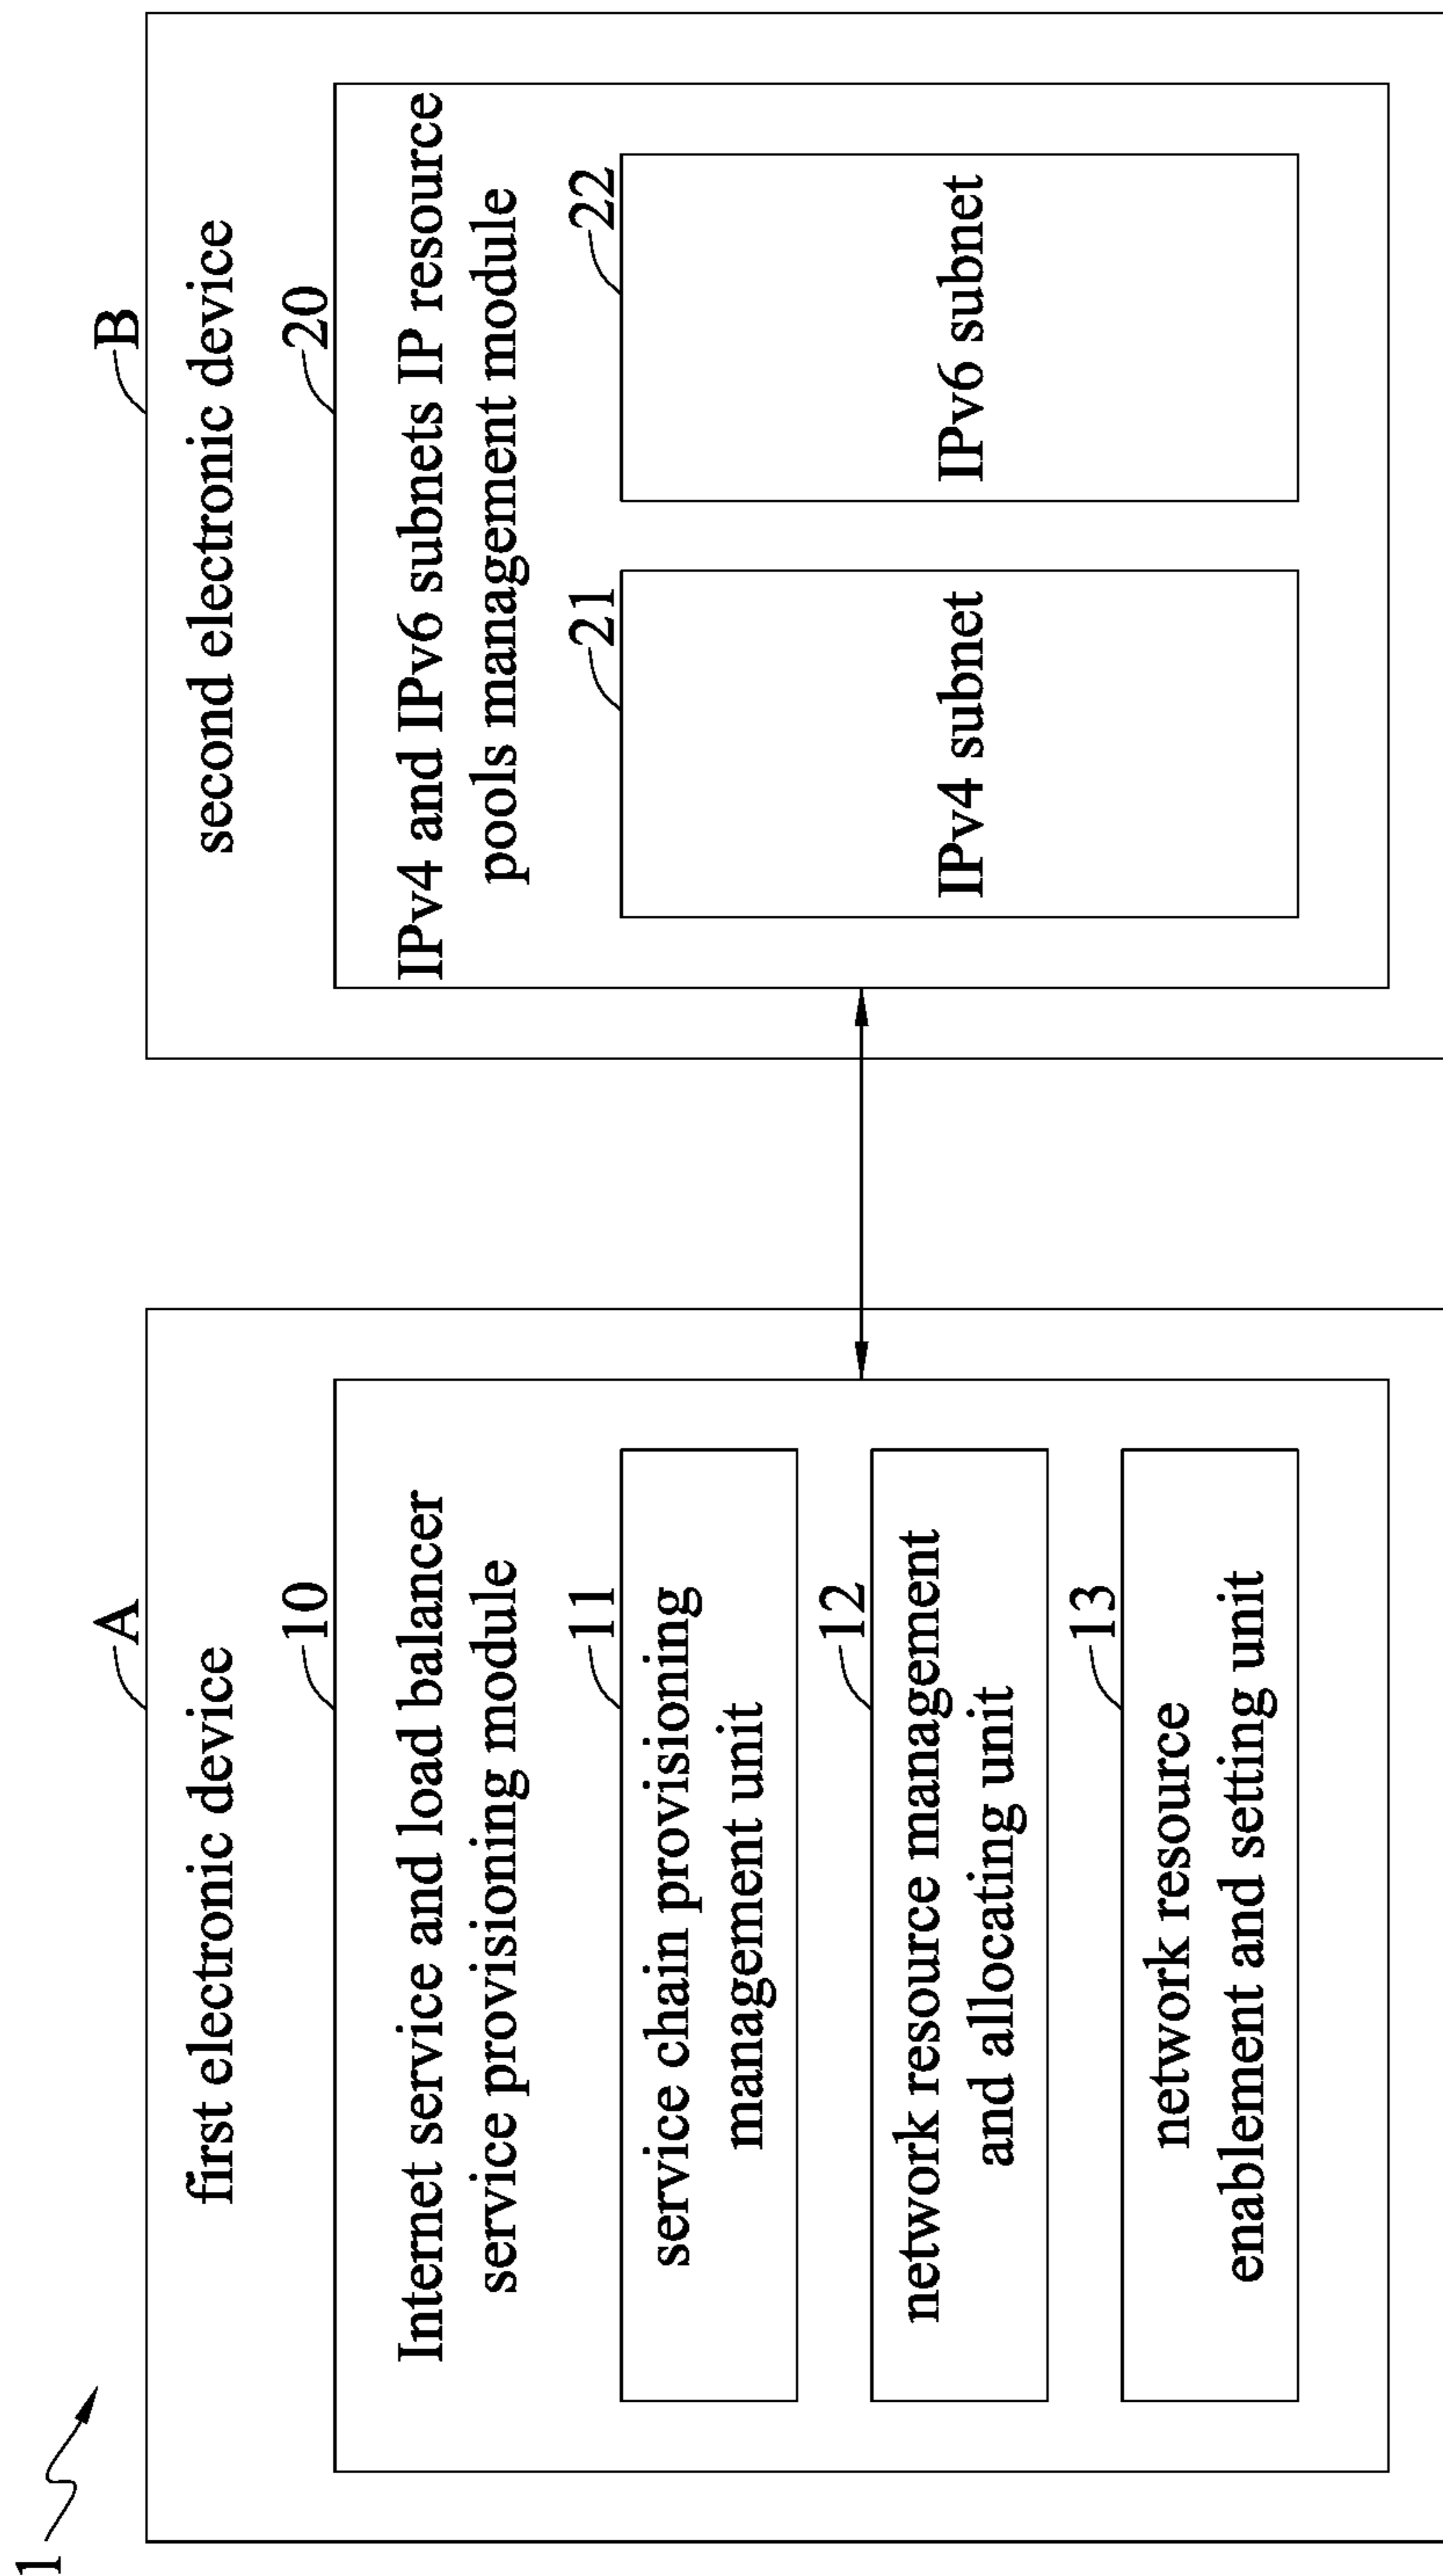 1
A
first electronic device
10
Internet service and load balancer
service provisioning module
11
service chain provisioning
management unit
12
network resource management
and allocating unit
13
network resource
enablement and setting unit
B
second electronic device
20
IPv4 and IPv6 subnets IP resource
pools management module
21
IPv4 subnet
22
IPv6 subnet